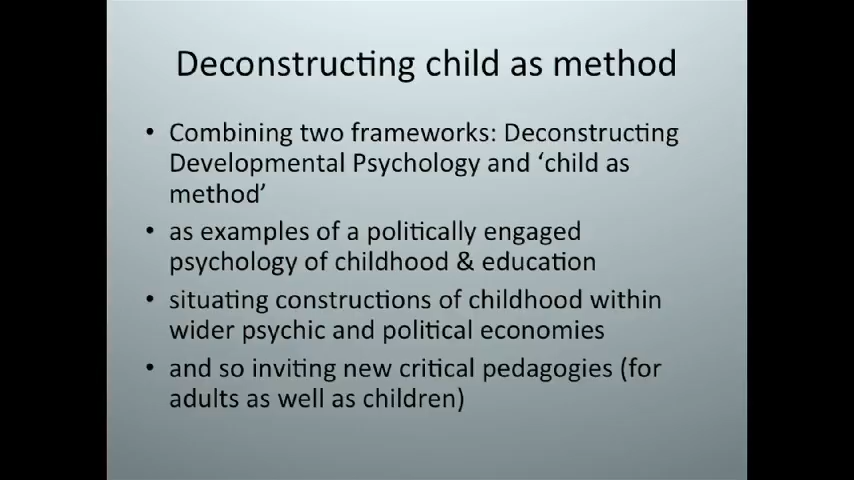 Deconstructing child as method
• Combining two frameworks: Deconstructing
Developmental Psychology and ‘child as
method’
• as examples of a politically engaged
psychology of childhood & education
• situating constructions of childhood within
wider psychic and political economies
• and so inviting new critical pedagogies (for
adults as well as children)